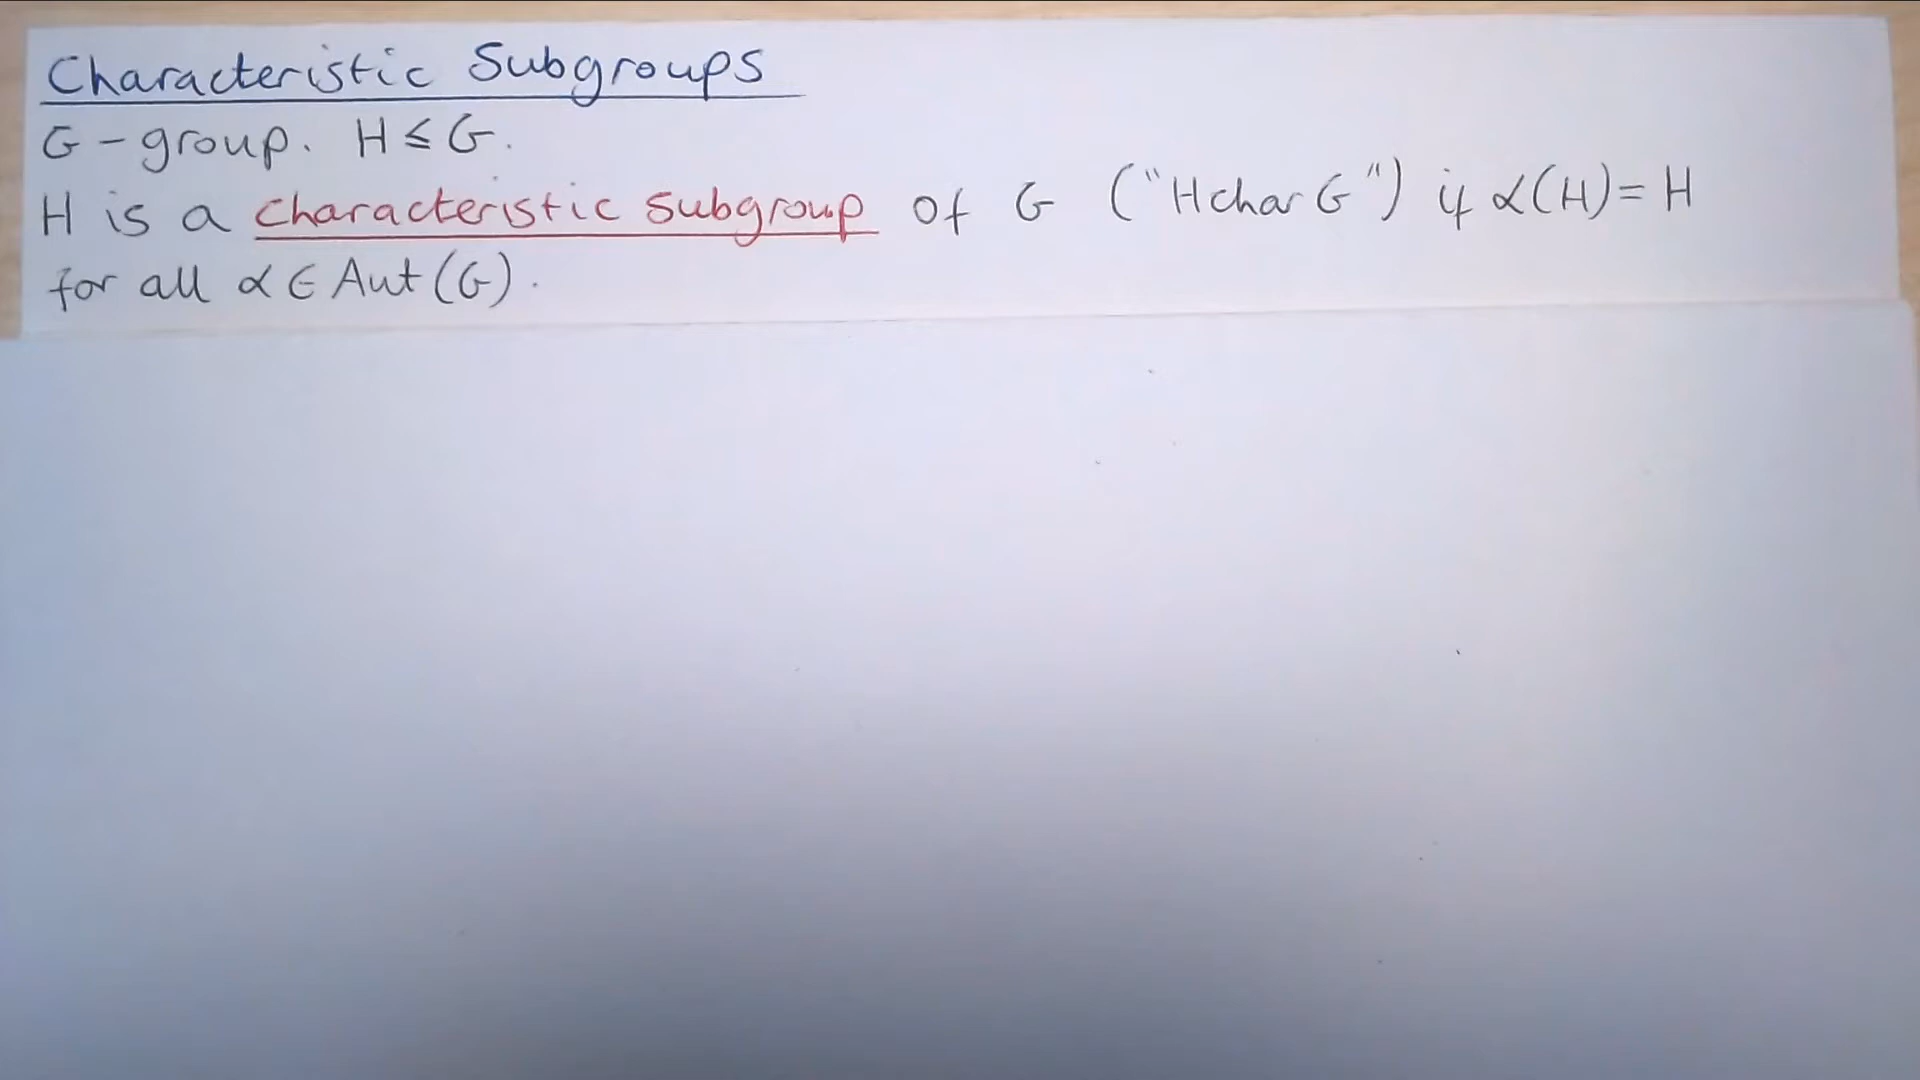 Characteristic Subgroups
G - group. H ≤ G.
H is a characteristic subgroup of G ("H char G") if α(H) = H
for all α ∈ Aut(G).